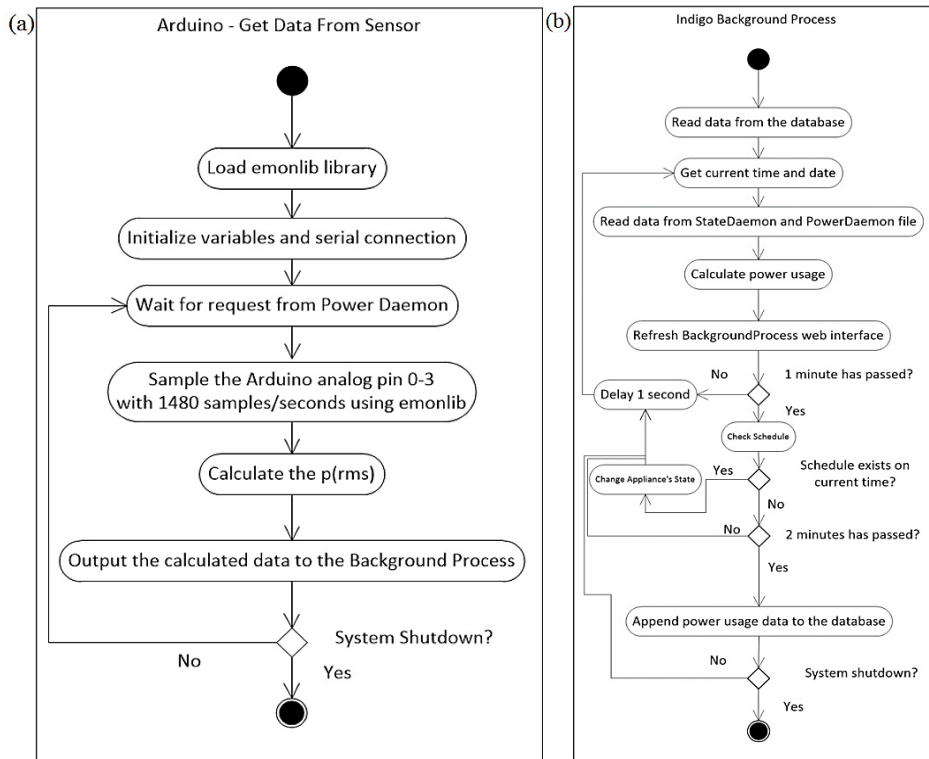 (a)
Arduino - Get Data From Sensor
Load emonlib library
Initialize variables and serial connection
Wait for request from Power Daemon
Sample the Arduino analog pin 0-3
with 1480 samples/seconds using emonlib
Calculate the p(rms)
Output the calculated data to the Background Process
System Shutdown?
No
Yes
(b)
Indigo Background Process
Read data from the database
Get current time and date
Read data from StateDaemon and PowerDaemon file
Calculate power usage
Refresh BackgroundProcess web interface
No
1 minute has passed?
Delay 1 second
Yes
Check Schedule
Schedule exists on
current time?
Yes
Change Appliance's State
No
No
2 minutes has passed?
Yes
Append power usage data to the database
No
System shutdown?
Yes